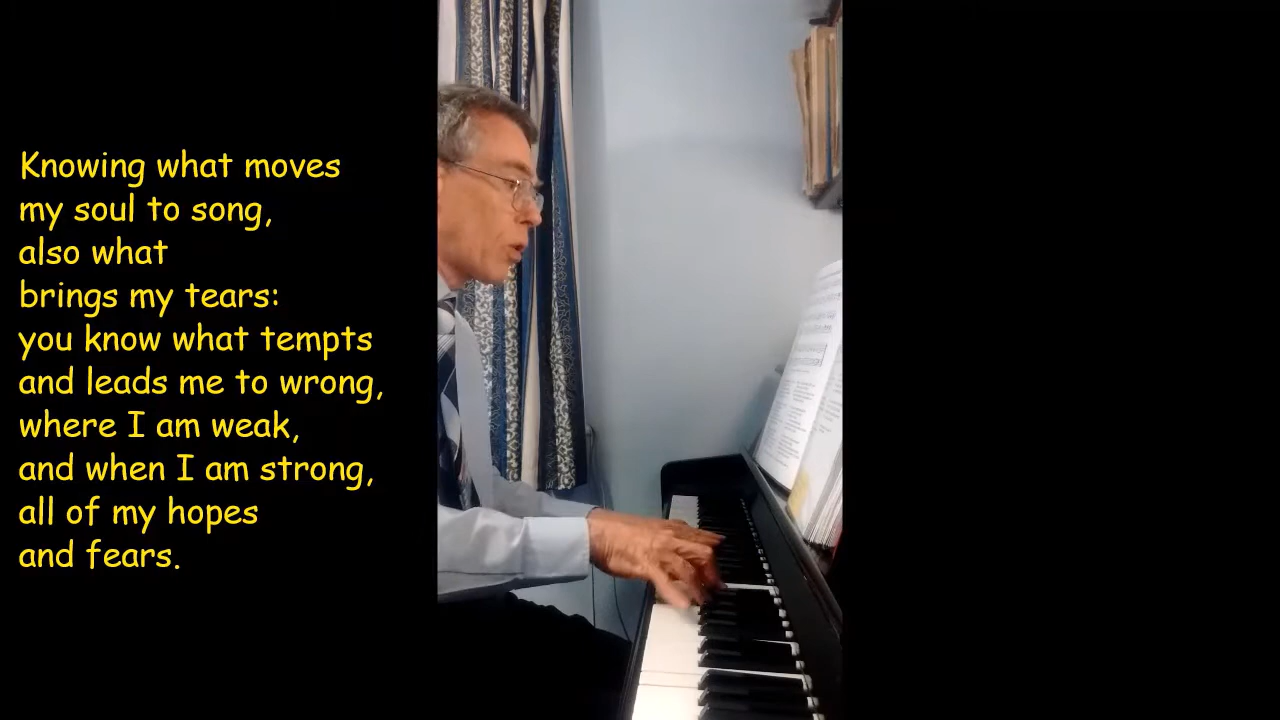 Knowing what moves
my soul to song,
also what
brings my tears:
you know what tempts
and leads me to wrong,
where I am weak,
and when I am strong,
all of my hopes
and fears.